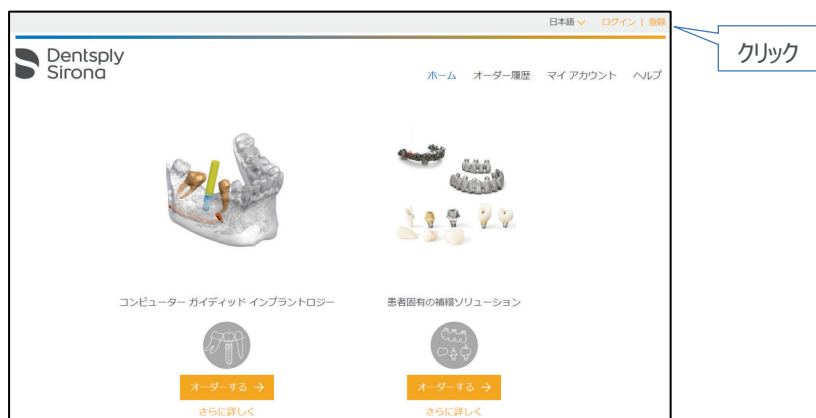 日本語 ログイン | 登録
クリック
Dentsply
Sirona
ホーム オーダー履歴 マイ アカウント ヘルプ
コンピューター ガイディッド インプラントロジー 患者固有の補綴ソリューション
オーダーする → オーダーする →
さらに詳しく さらに詳しく